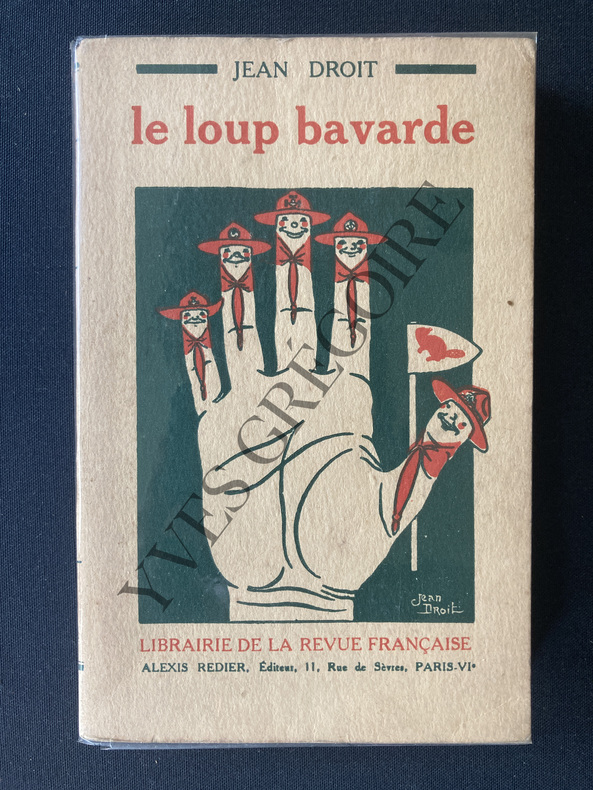 JEAN DROIT
le loup bavarde
YVES GRÉGOIRE
Jean
Droit
LIBRAIRIE DE LA REVUE FRANÇAISE
ALEXIS REDIER, Éditeur, 11, Rue de Sèvres, PARIS-VIe